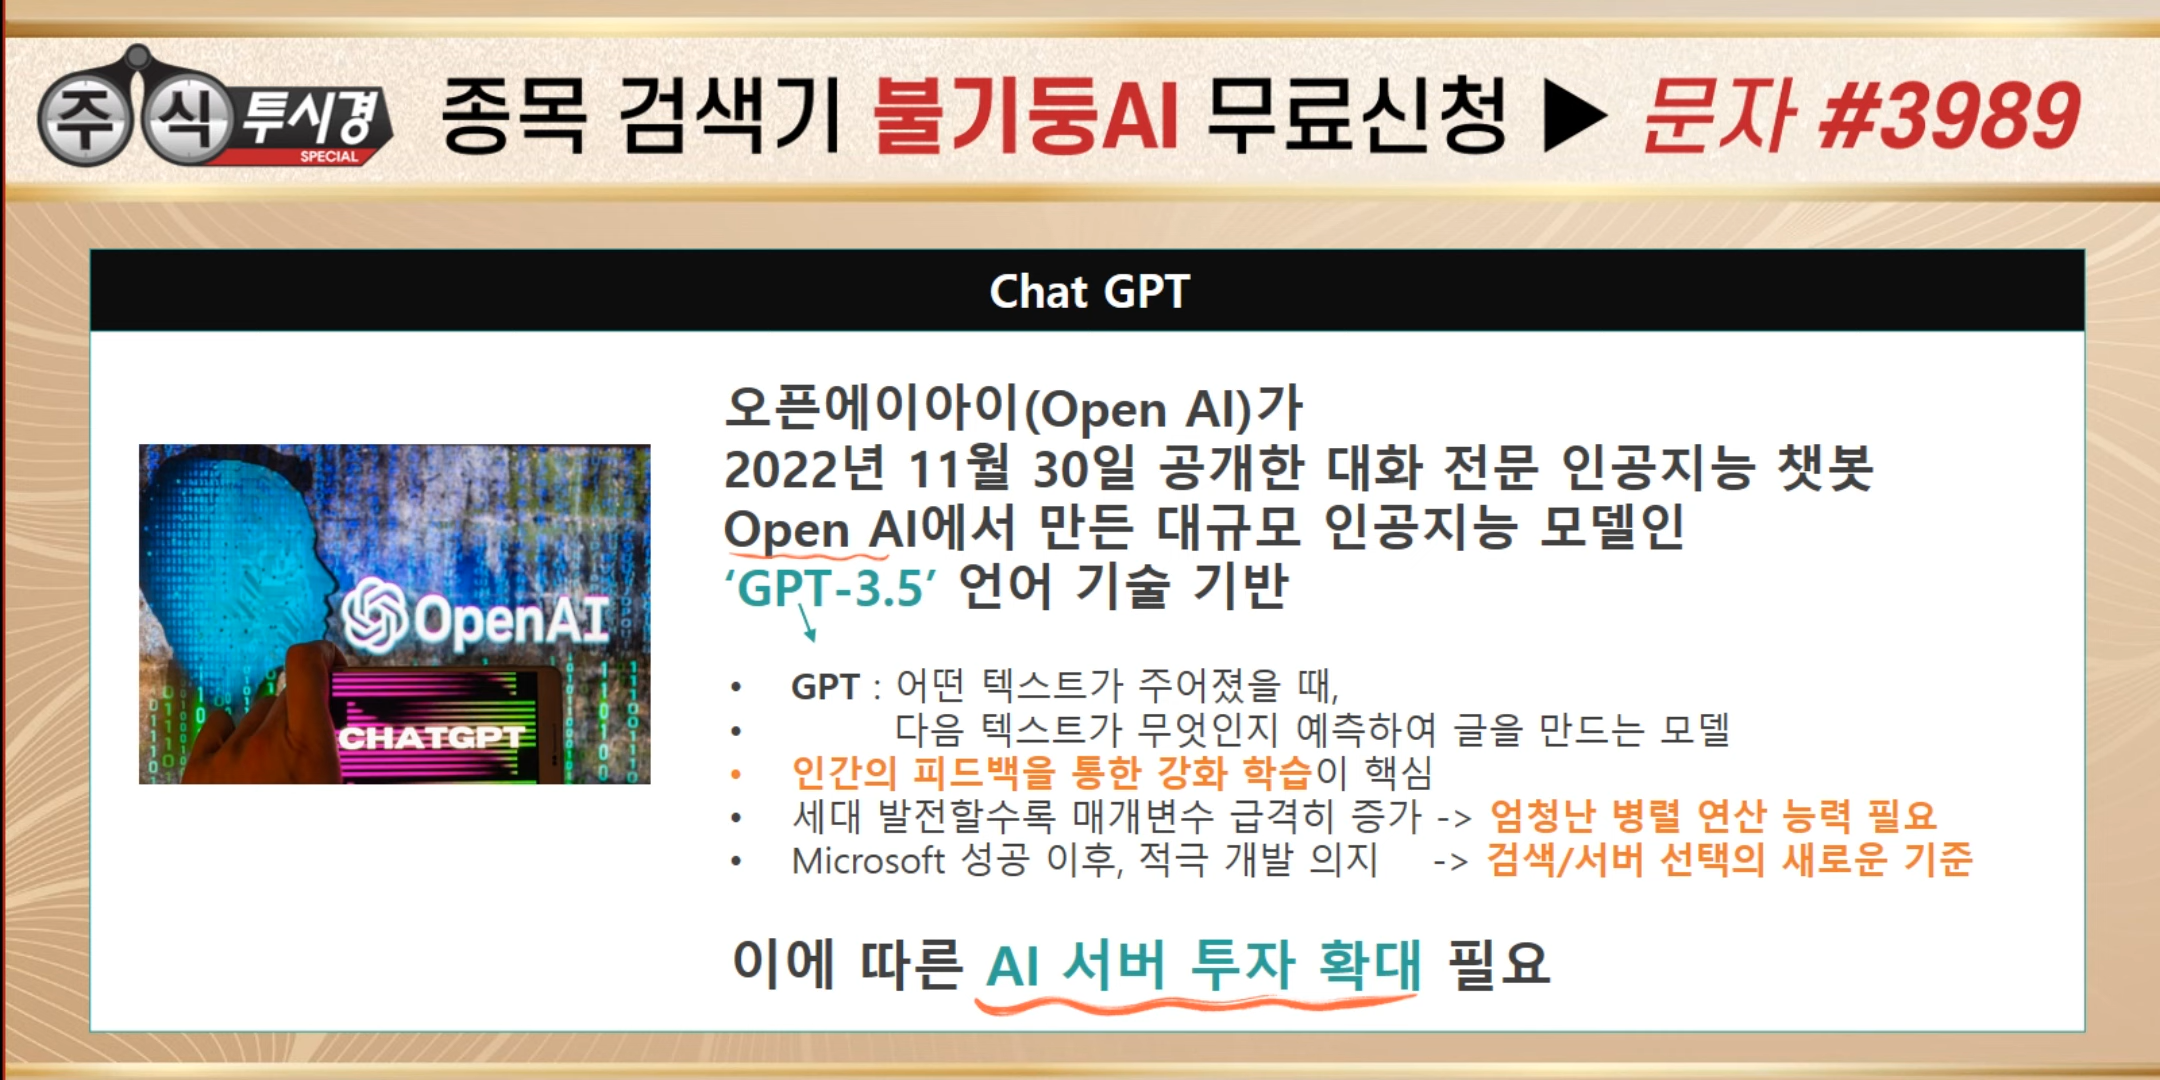 주식투시경
SPECIAL
종목 검색기 불기둥AI 무료신청 ▶ 문자 #3989
Chat GPT
오픈에이아이(Open AI)가
2022년 11월 30일 공개한 대화 전문 인공지능 챗봇
Open AI에서 만든 대규모 인공지능 모델인
‘GPT-3.5’ 언어 기술 기반
OpenAI
CHATGPT
• GPT : 어떤 텍스트가 주어졌을 때,
• 다음 텍스트가 무엇인지 예측하여 글을 만드는 모델
• 인간의 피드백을 통한 강화 학습이 핵심
• 세대 발전할수록 매개변수 급격히 증가 -> 엄청난 병렬 연산 능력 필요
• Microsoft 성공 이후, 적극 개발 의지 -> 검색/서버 선택의 새로운 기준
이에 따른 AI 서버 투자 확대 필요